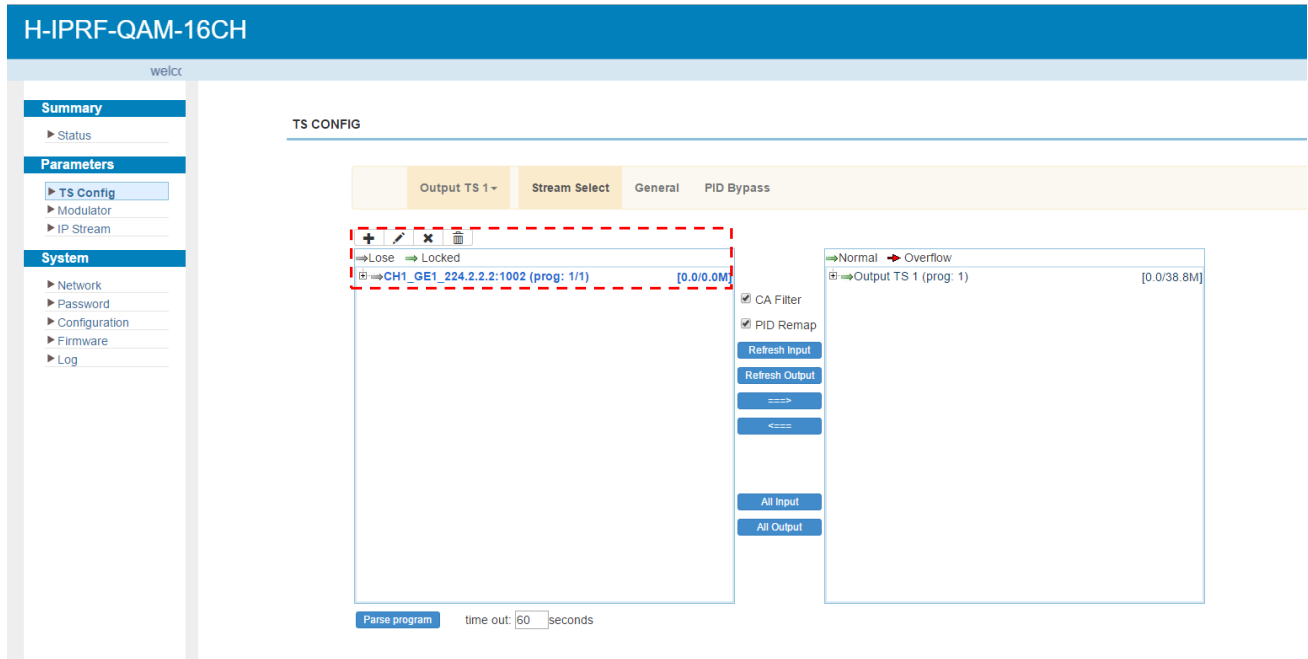 H-IPRF-QAM-16CH
Summary
Status
Parameters
TS Config
Modulator
IP Stream
System
Network
Password
Configuration
Firmware
Log
TS CONFIG
Output TS 1 Stream Select General PID Bypass
⇒Lose ⇒Locked
CH1_GE1_224.2.2.2:1002 (prog: 1/1) [0.0/0.0M]
CA Filter
PID Remap
Refresh Input
Refresh Output
===>
<===
All Input
All Output
⇒Normal Overflow
Output TS 1 (prog: 1) [0.0/38.8M]
Parse program time out: 60 seconds